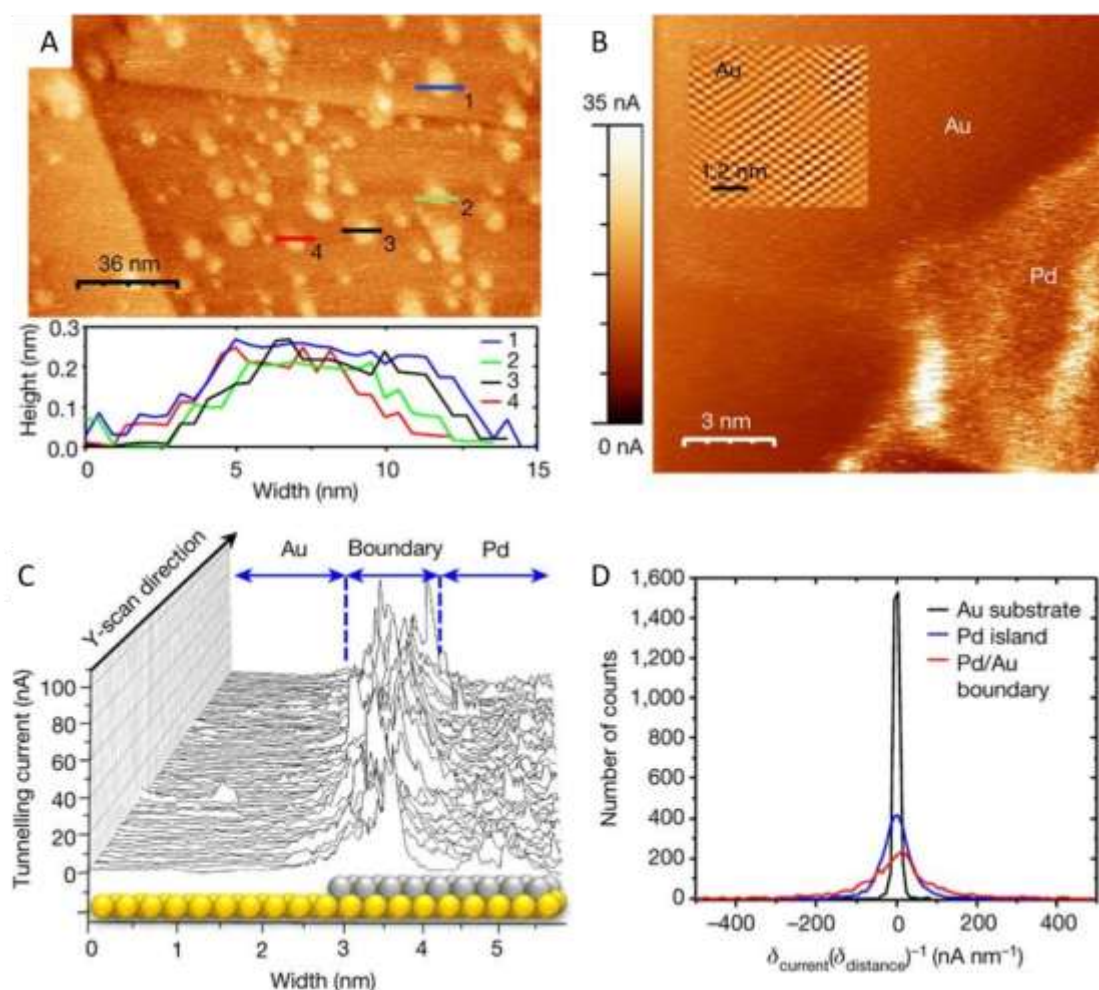 A
1
2
3
4
36 nm
Height (nm)
0.3
0.2
0.1
0.0
1
2
3
4
0
5
10
15
Width (nm)
B
35 nA
0 nA
Au
1.2 nm
Au
Pd
3 nm
C
Y-scan direction
Au
Boundary
Pd
Tunnelling current (nA)
100
80
60
40
20
0
0
1
2
3
4
5
Width (nm)
D
Number of counts
1,600
1,400
1,200
1,000
800
600
400
200
0
Au substrate
Pd island
Pd/Au
boundary
−400
−200
0
200
400
δcurrent(δdistance)⁻¹ (nA nm⁻¹)